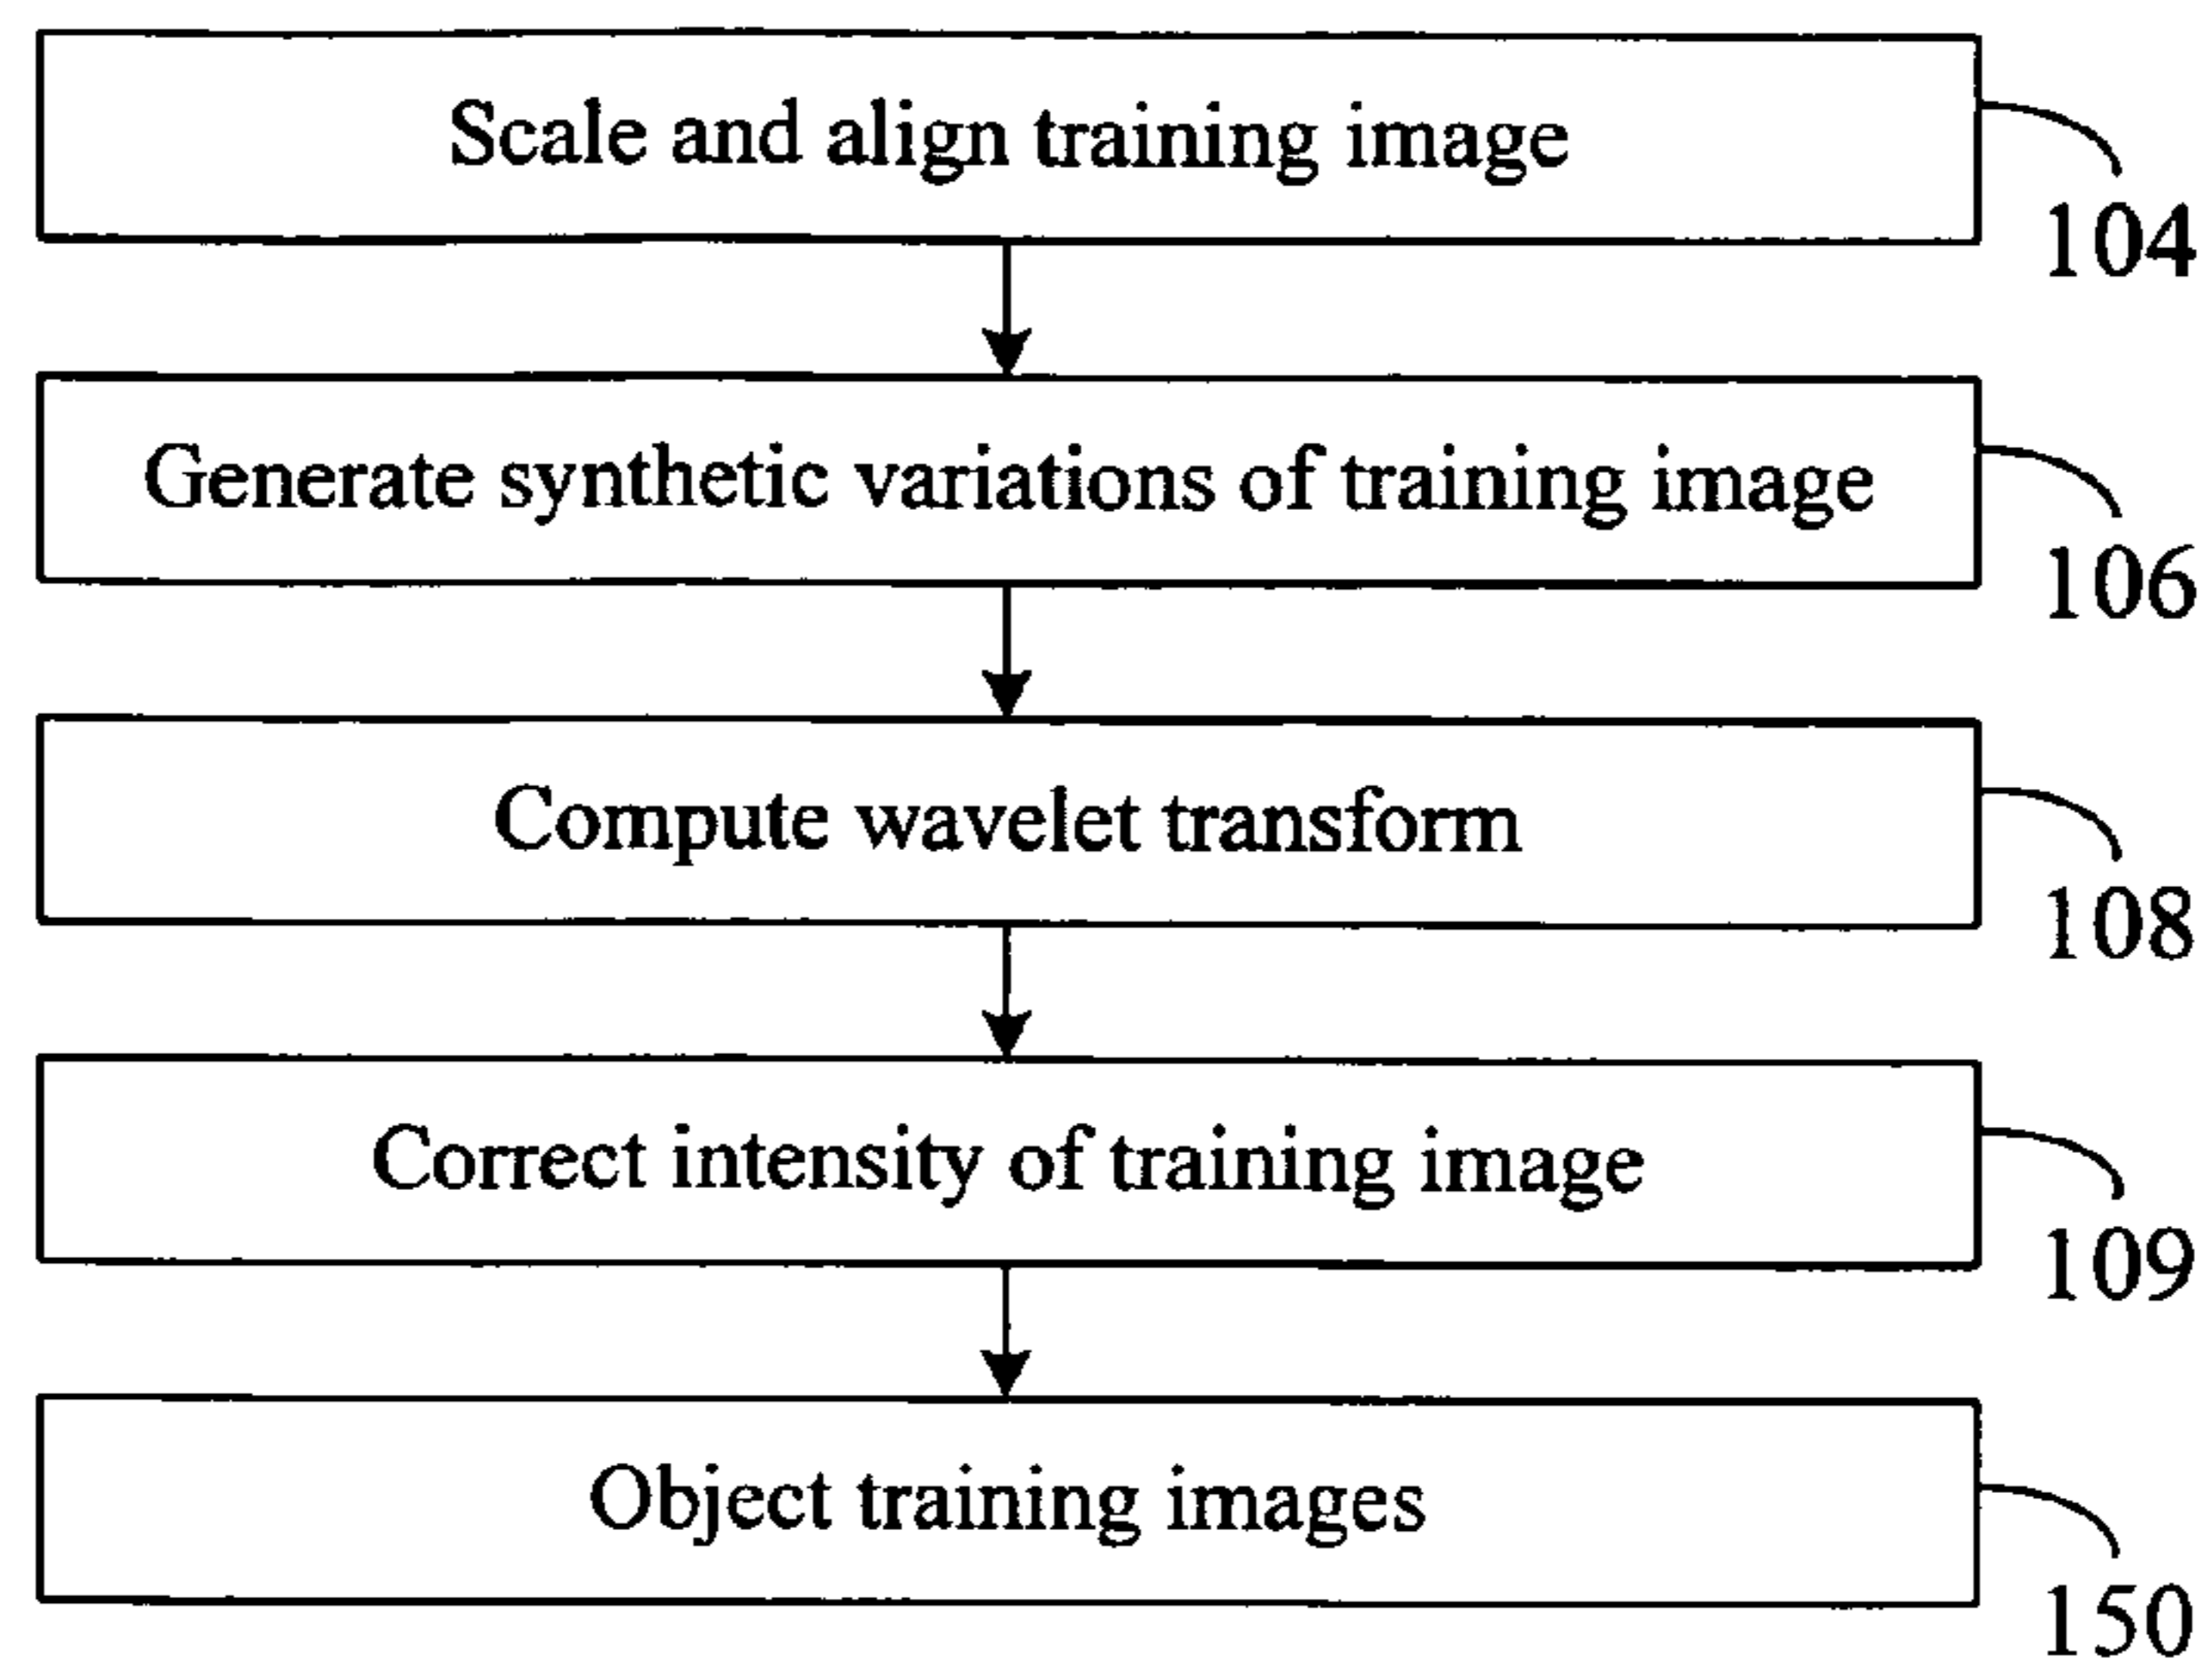 Scale and align training image
104
Generate synthetic variations of training image
106
Compute wavelet transform
108
Correct intensity of training image
109
Object training images
150